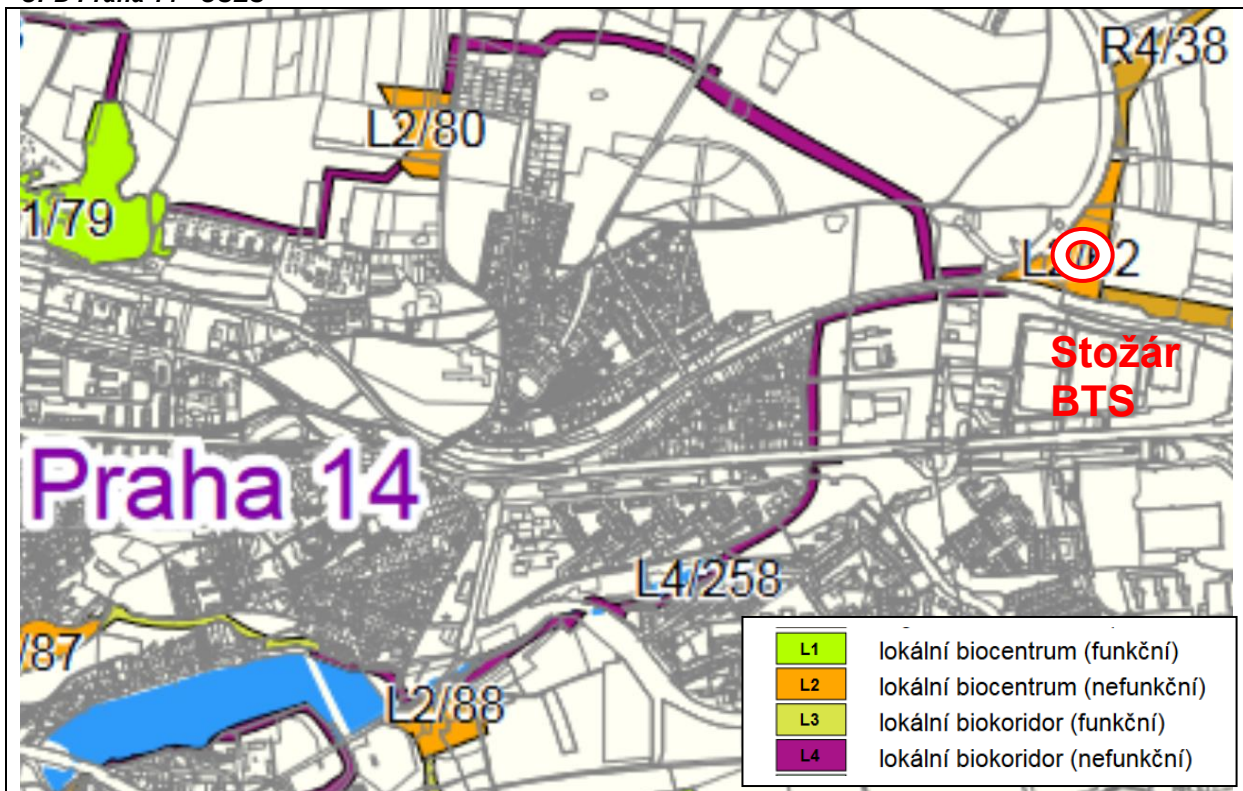 R4/38
L2/80
1/79
Stožár
BTS
Praha 14
L4/258
/87
L2/88
L1 lokální biocentrum (funkční)
L2 lokální biocentrum (nefunkční)
L3 lokální biokoridor (funkční)
L4 lokální biokoridor (nefunkční)